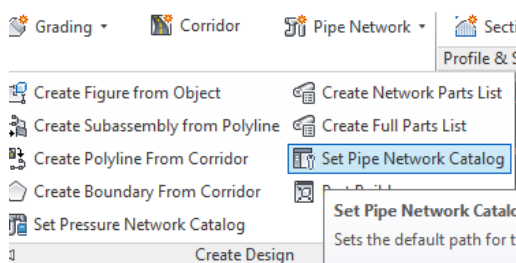 Grading
Corridor
Pipe Network
Profile &
Create Figure from Object
Create Network Parts List
Create Subassembly from Polyline
Create Full Parts List
Create Polyline From Corridor
Set Pipe Network Catalog
Create Boundary From Corridor
Set Pressure Network Catalog
Set Pipe Network
Sets the default path for
Create Design